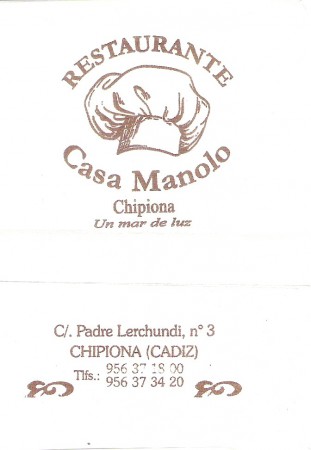 RESTAURANTE
Casa Manolo
Chipiona
Un mar de luz
C/. Padre Lerchundi, n° 3
CHIPIONA (CADIZ)
Tlfs.: 956 37 18 00
956 37 34 20